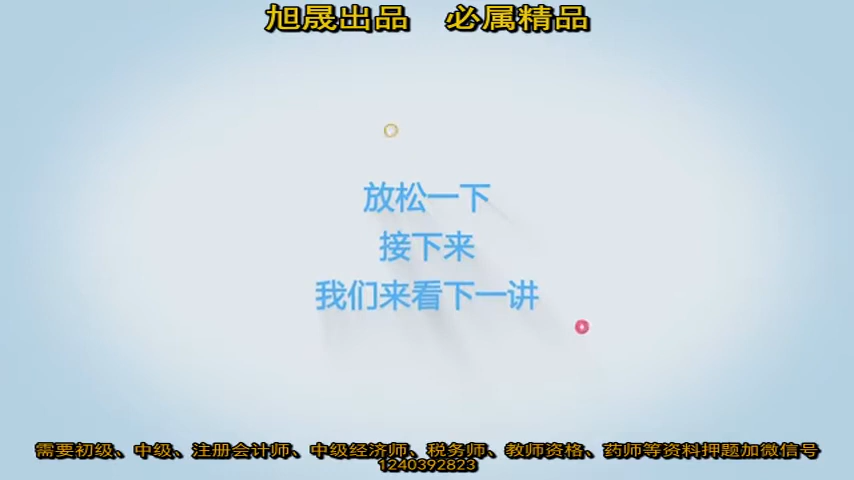 旭晟出品 必属精品
放松一下
接下来
我们来看下一讲
需要初级、中级、注册会计师、中级经济师、税务师、教师资格、药师等资料押题加微信号
1240392823